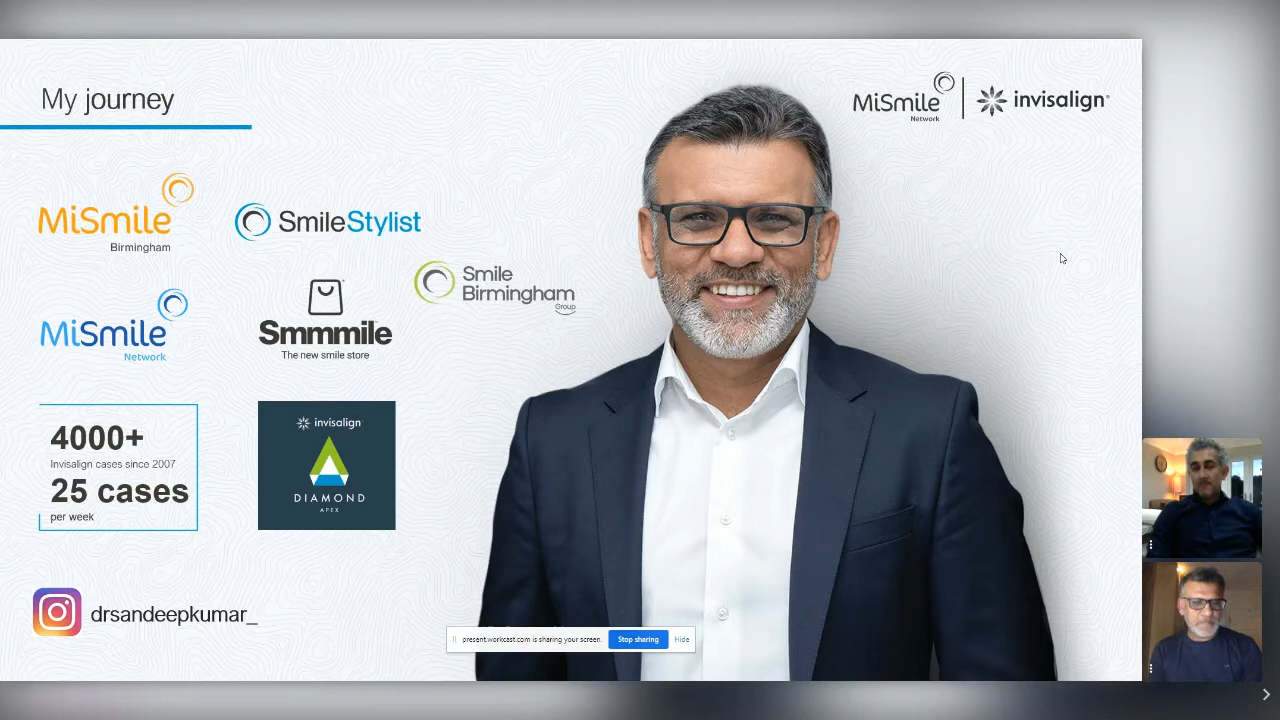 My journey
MiSmile
Network
invisalign®
MiSmile
Birmingham
SmileStylist
Smile
Birmingham
Group
MiSmile
Network
Smmmile
The new smile store
4000+
Invisalign cases since 2007
25 cases
per week
invisalign
DIAMOND
APEX
drsandeepkumar_
present.workcast.com is sharing your screen.
Stop sharing
Hide